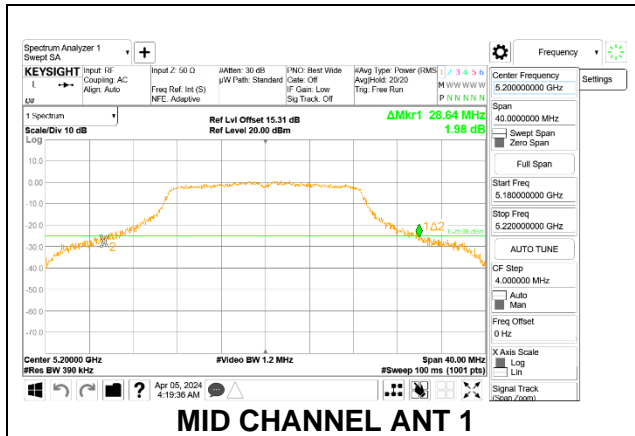 Spectrum Analyzer 1
Swept SA
Frequency
KEYSIGHT
Input: RF
Coupling: AC
Align: Auto
Input Z: 50 Ω
Freq Ref: Int (S)
NFE: Adaptive
#Atten: 30 dB
µW Path: Standard
PNO: Best Wide
Gate: Off
IF Gain: Low
Sig Track: Off
#Avg Type: Power (RMS
Avg|Hold: 20/20
Trig: Free Run
1 2 3 4 5 6
M W W W W W
P N N N N N
Center Frequency
5.200000000 GHz
Settings
1 Spectrum
Scale/Div 10 dB
Log
Ref Lvl Offset 15.31 dB
Ref Level 20.00 dBm
ΔMkr1 28.64 MHz
1.98 dB
Span
40.0000000 MHz
Swept Span
Zero Span
Full Span
Start Freq
5.180000000 GHz
Stop Freq
5.220000000 GHz
AUTO TUNE
CF Step
4.000000 MHz
Auto
Man
Freq Offset
0 Hz
X Axis Scale
Log
Lin
Signal Track
(Span Zoom)
10.0
0.00
-10.0
-20.0
-30.0
-40.0
-50.0
-60.0
-70.0
1Δ2
2
Center 5.20000 GHz
#Res BW 390 kHz
#Video BW 1.2 MHz
Span 40.00 MHz
#Sweep 100 ms (1001 pts)
?
Apr 05, 2024
4:19:36 AM
MID CHANNEL ANT 1